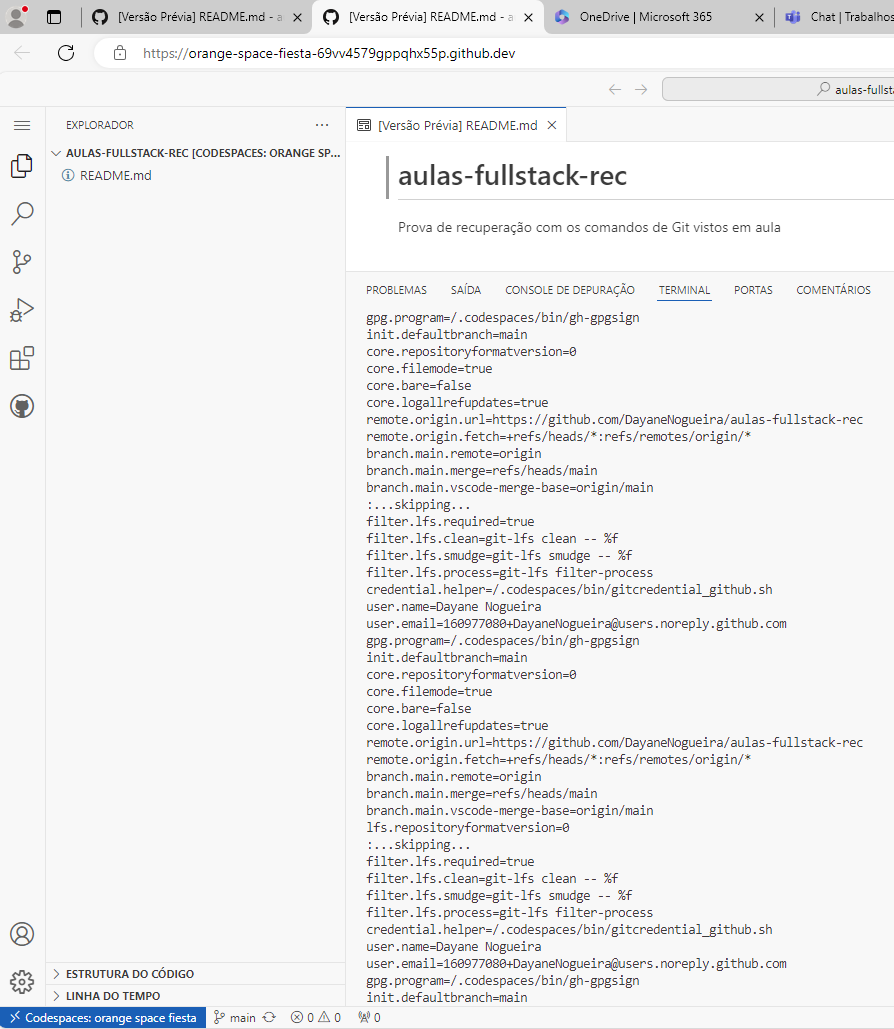 [Versão Prévia] README.md - a
[Versão Prévia] README.md - a
OneDrive | Microsoft 365
Chat | Trabalhos
https://orange-space-fiesta-69vv4579gppqhx55p.github.dev
aulas-fullsta
EXPLORADOR
[Versão Prévia] README.md
AULAS-FULLSTACK-REC [CODESPACES: ORANGE SP...
README.md
aulas-fullstack-rec
Prova de recuperação com os comandos de Git vistos em aula
PROBLEMAS SAÍDA CONSOLE DE DEPURAÇÃO TERMINAL PORTAS COMENTÁRIOS
gpg.program=/.codespaces/bin/gh-gpgsign
init.defaultbranch=main
core.repositoryformatversion=0
core.filemode=true
core.bare=false
core.logallrefupdates=true
remote.origin.url=https://github.com/DayaneNogueira/aulas-fullstack-rec
remote.origin.fetch=+refs/heads/*:refs/remotes/origin/*
branch.main.remote=origin
branch.main.merge=refs/heads/main
branch.main.vscode-merge-base=origin/main
:...skipping...
filter.lfs.required=true
filter.lfs.clean=git-lfs clean -- %f
filter.lfs.smudge=git-lfs smudge -- %f
filter.lfs.process=git-lfs filter-process
credential.helper=/.codespaces/bin/gitcredential_github.sh
user.name=Dayane Nogueira
user.email=160977080+DayaneNogueira@users.noreply.github.com
gpg.program=/.codespaces/bin/gh-gpgsign
init.defaultbranch=main
core.repositoryformatversion=0
core.filemode=true
core.bare=false
core.logallrefupdates=true
remote.origin.url=https://github.com/DayaneNogueira/aulas-fullstack-rec
remote.origin.fetch=+refs/heads/*:refs/remotes/origin/*
branch.main.remote=origin
branch.main.merge=refs/heads/main
branch.main.vscode-merge-base=origin/main
lfs.repositoryformatversion=0
:...skipping...
filter.lfs.required=true
filter.lfs.clean=git-lfs clean -- %f
filter.lfs.smudge=git-lfs smudge -- %f
filter.lfs.process=git-lfs filter-process
credential.helper=/.codespaces/bin/gitcredential_github.sh
user.name=Dayane Nogueira
user.email=160977080+DayaneNogueira@users.noreply.github.com
gpg.program=/.codespaces/bin/gh-gpgsign
init.defaultbranch=main
ESTRUTURA DO CÓDIGO
LINHA DO TEMPO
Codespaces: orange space fiesta main 0 0 0